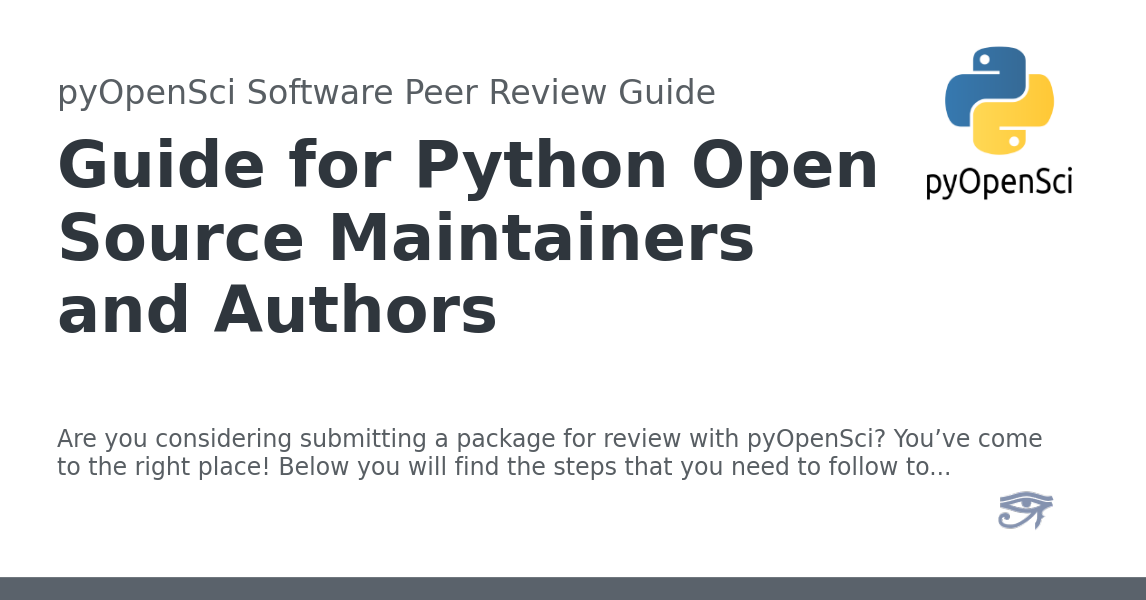 pyOpenSci Software Peer Review Guide
Guide for Python Open
Source Maintainers
and Authors
pyOpenSci
Are you considering submitting a package for review with pyOpenSci? You’ve come
to the right place! Below you will find the steps that you need to follow to...